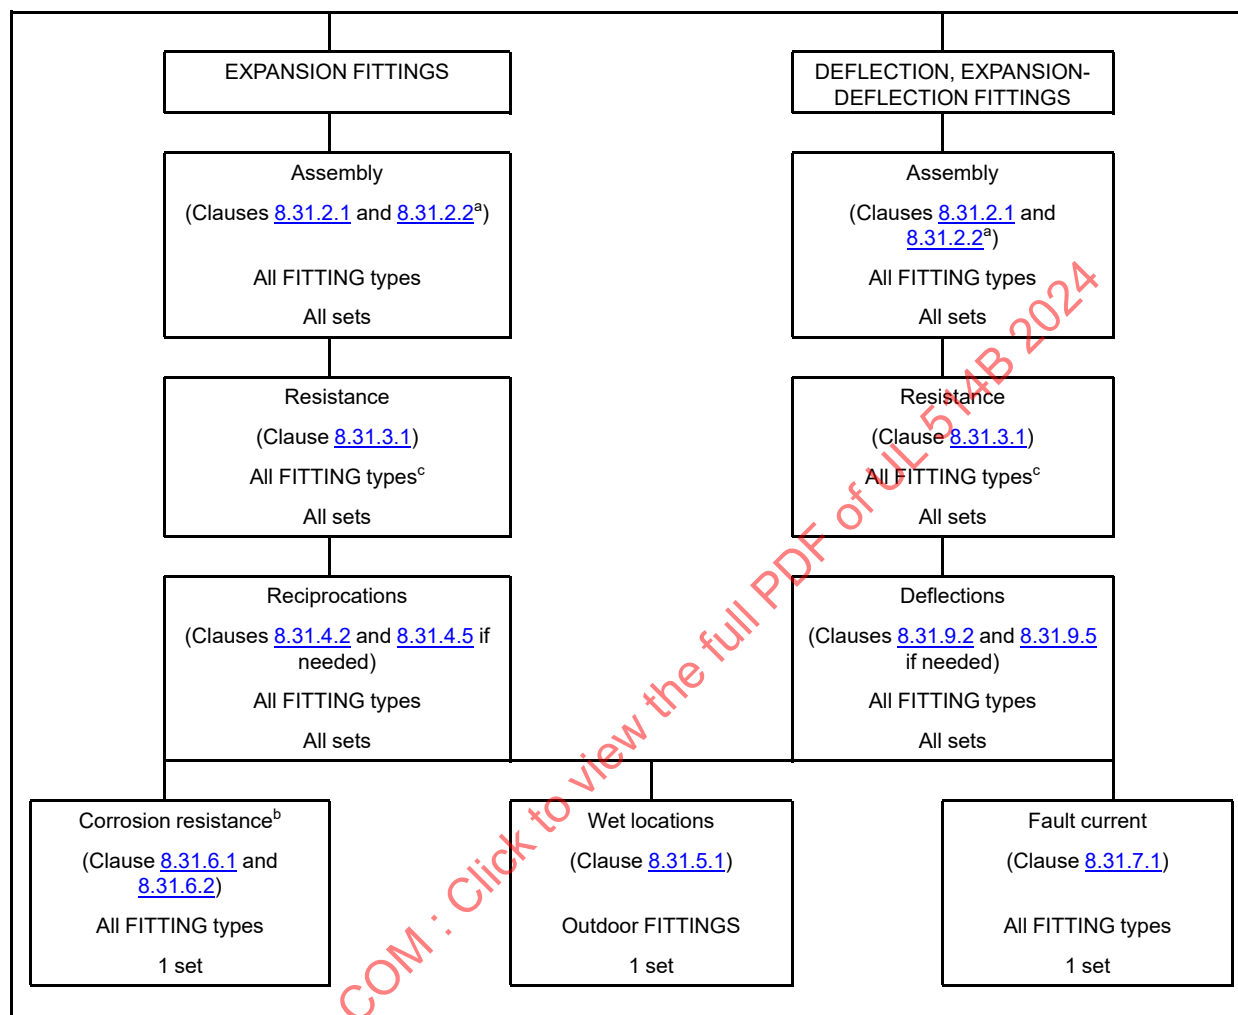 EXPANSION FITTINGS
DEFLECTION, EXPANSION-
DEFLECTION FITTINGS
Assembly
(Clauses 8.31.2.1 and 8.31.2.2a)
All FITTING types
All sets
Assembly
(Clauses 8.31.2.1 and
8.31.2.2a)
All FITTING types
All sets
Resistance
(Clause 8.31.3.1)
All FITTING typesc
All sets
Resistance
(Clause 8.31.3.1)
All FITTING typesc
All sets
Reciprocations
(Clauses 8.31.4.2 and 8.31.4.5 if
needed)
All FITTING types
All sets
Deflections
(Clauses 8.31.9.2 and 8.31.9.5
if needed)
All FITTING types
All sets
Corrosion resistanceb
(Clause 8.31.6.1 and
8.31.6.2)
All FITTING types
1 set
Wet locations
(Clause 8.31.5.1)
Outdoor FITTINGS
1 set
Fault current
(Clause 8.31.7.1)
All FITTING types
1 set
COM : Click to view the full PDF of UL 514B 2024